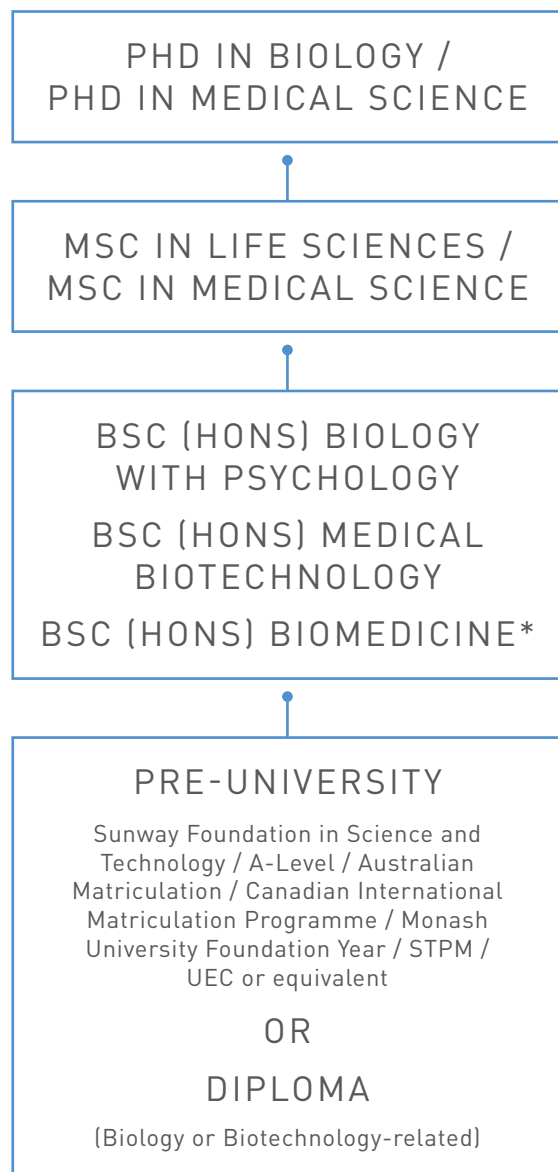 PHD IN BIOLOGY /
PHD IN MEDICAL SCIENCE
MSC IN LIFE SCIENCES /
MSC IN MEDICAL SCIENCE
BSC (HONS) BIOLOGY
WITH PSYCHOLOGY
BSC (HONS) MEDICAL
BIOTECHNOLOGY
BSC (HONS) BIOMEDICINE*
PRE-UNIVERSITY
Sunway Foundation in Science and
Technology / A-Level / Australian
Matriculation / Canadian International
Matriculation Programme / Monash
University Foundation Year / STPM /
UEC or equivalent
OR
DIPLOMA
(Biology or Biotechnology-related)